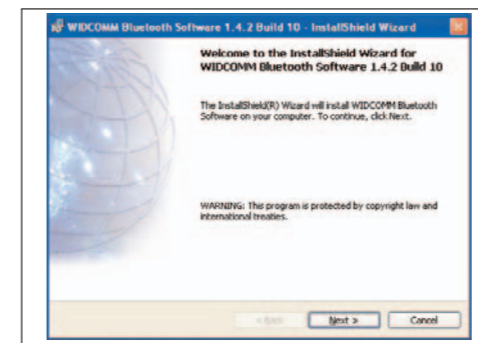 WIDCOMM Bluetooth Software 1.4.2 Build 10 - InstallShield Wizard
Welcome to the InstallShield Wizard for
WIDCOMM Bluetooth Software 1.4.2 Build 10
The InstallShield(R) Wizard will install WIDCOMM Bluetooth
Software on your computer. To continue, click Next.
WARNING: This program is protected by copyright law and
international treaties.
< Back Next > Cancel